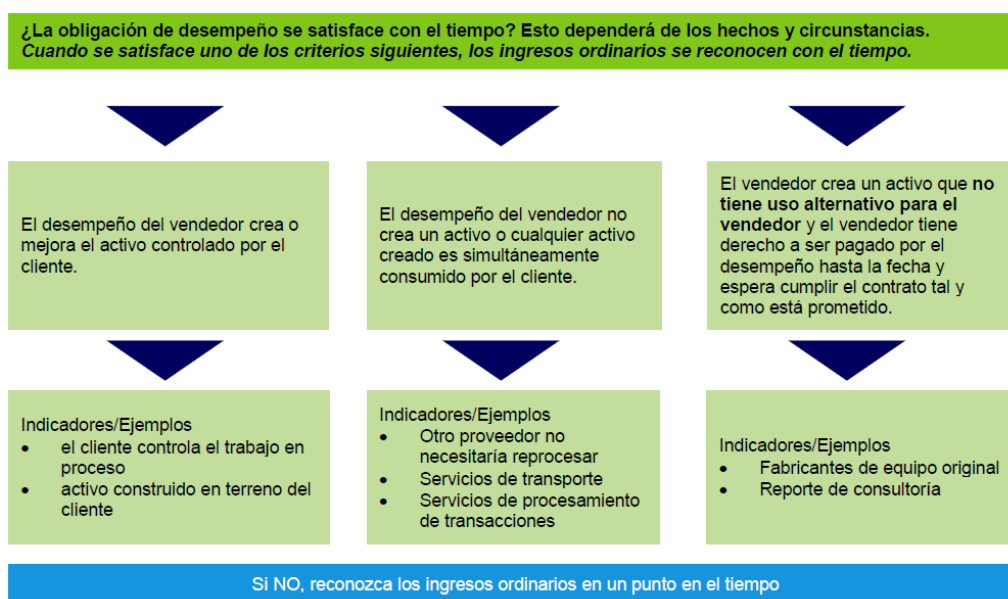 ¿La obligación de desempeño se satisface con el tiempo? Esto dependerá de los hechos y circunstancias.
Cuando se satisface uno de los criterios siguientes, los ingresos ordinarios se reconocen con el tiempo.
El desempeño del vendedor crea o
mejora el activo controlado por el
cliente.
El desempeño del vendedor no
crea un activo o cualquier activo
creado es simultáneamente
consumido por el cliente.
El vendedor crea un activo que no
tiene uso alternativo para el
vendedor y el vendedor tiene
derecho a ser pagado por el
desempeño hasta la fecha y
espera cumplir el contrato tal y
como está prometido.
Indicadores/Ejemplos
• el cliente controla el trabajo en
proceso
• activo construido en terreno del
cliente
Indicadores/Ejemplos
• Otro proveedor no
necesitaría reprocesar
• Servicios de transporte
• Servicios de procesamiento
de transacciones
Indicadores/Ejemplos
• Fabricantes de equipo original
• Reporte de consultoría
Si NO, reconozca los ingresos ordinarios en un punto en el tiempo